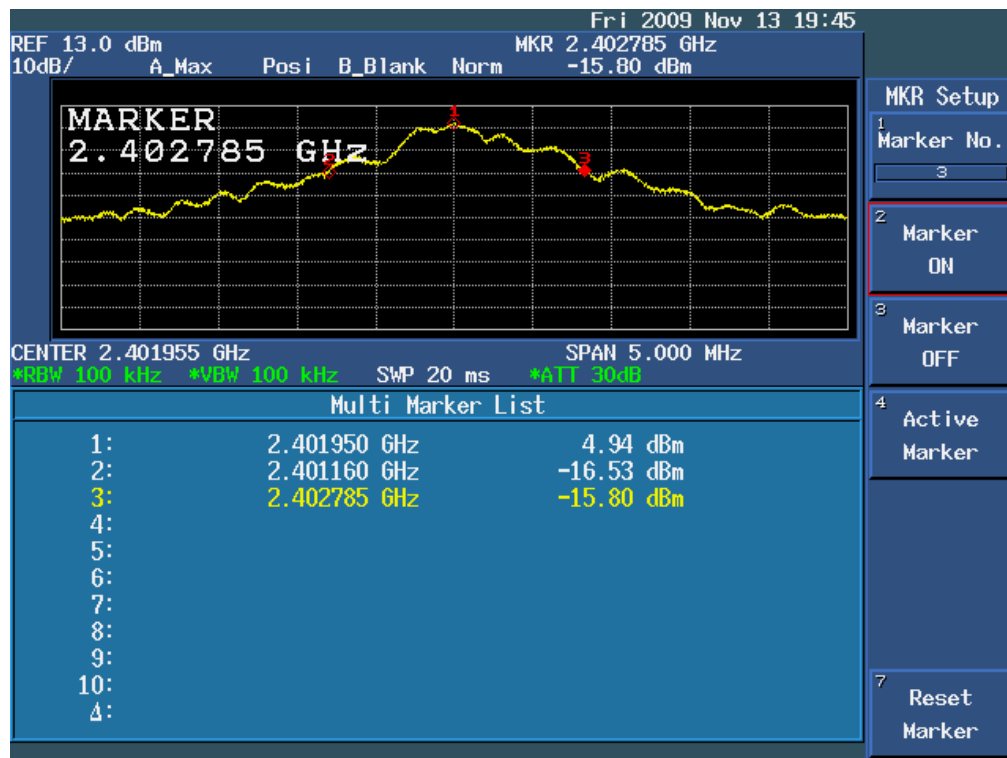 Fri 2009 Nov 13 19:45
REF 13.0 dBm MKR 2.402785 GHz
10dB/ A_Max Posi B_Blank Norm -15.80 dBm
MARKER
2.402785 GHz
1
2
3
CENTER 2.401955 GHz SPAN 5.000 MHz
*RBW 100 kHz *VBW 100 kHz SWP 20 ms *ATT 30dB
Multi Marker List
1: 2.401950 GHz 4.94 dBm
2: 2.401160 GHz -16.53 dBm
3: 2.402785 GHz -15.80 dBm
4:
5:
6:
7:
8:
9:
10:
Δ:
MKR Setup
1
Marker No.
3
2
Marker
ON
3
Marker
OFF
4
Active
Marker
7
Reset
Marker